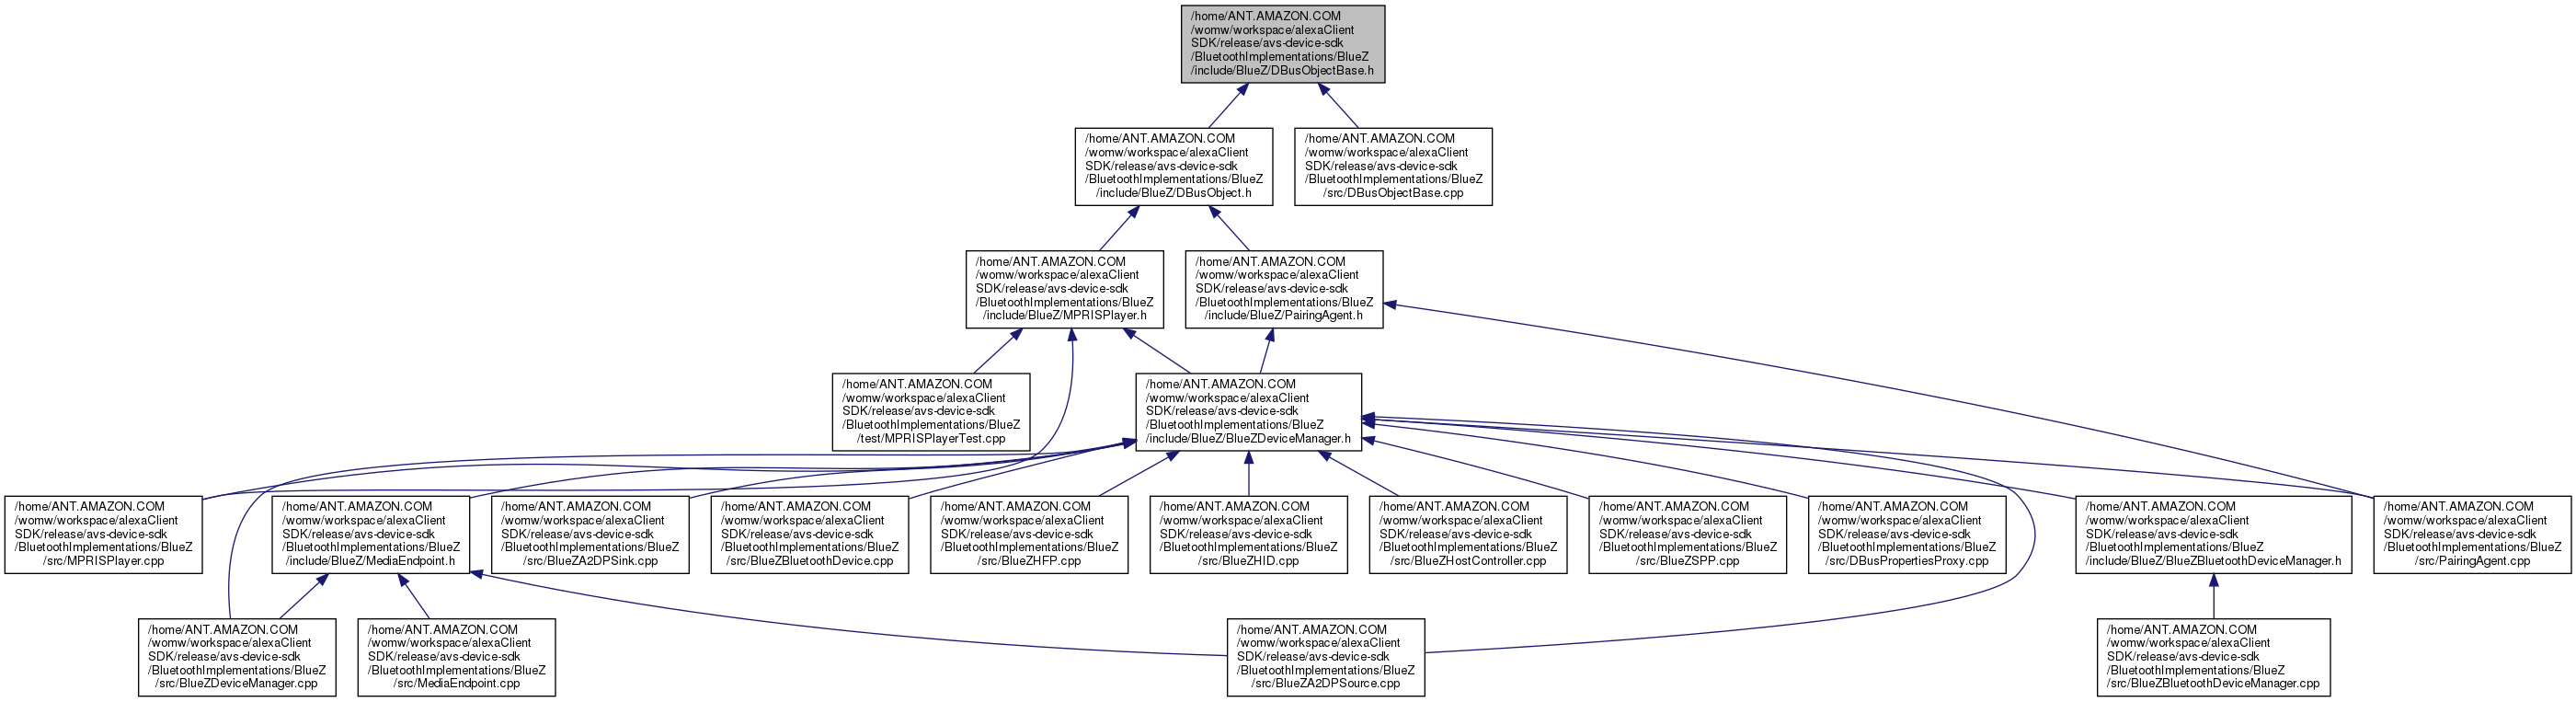 /home/ANT.AMAZON.COM
/womw/workspace/alexaClient
SDK/release/avs-device-sdk
/BluetoothImplementations/BlueZ
/include/BlueZ/DBusObjectBase.h
/home/ANT.AMAZON.COM
/womw/workspace/alexaClient
SDK/release/avs-device-sdk
/BluetoothImplementations/BlueZ
/include/BlueZ/DBusObject.h
/home/ANT.AMAZON.COM
/womw/workspace/alexaClient
SDK/release/avs-device-sdk
/BluetoothImplementations/BlueZ
/src/DBusObjectBase.cpp
/home/ANT.AMAZON.COM
/womw/workspace/alexaClient
SDK/release/avs-device-sdk
/BluetoothImplementations/BlueZ
/include/BlueZ/MPRISPlayer.h
/home/ANT.AMAZON.COM
/womw/workspace/alexaClient
SDK/release/avs-device-sdk
/BluetoothImplementations/BlueZ
/include/BlueZ/PairingAgent.h
/home/ANT.AMAZON.COM
/womw/workspace/alexaClient
SDK/release/avs-device-sdk
/BluetoothImplementations/BlueZ
/test/MPRISPlayerTest.cpp
/home/ANT.AMAZON.COM
/womw/workspace/alexaClient
SDK/release/avs-device-sdk
/BluetoothImplementations/BlueZ
/include/BlueZ/BlueZDeviceManager.h
/home/ANT.AMAZON.COM
/womw/workspace/alexaClient
SDK/release/avs-device-sdk
/BluetoothImplementations/BlueZ
/src/MPRISPlayer.cpp
/home/ANT.AMAZON.COM
/womw/workspace/alexaClient
SDK/release/avs-device-sdk
/BluetoothImplementations/BlueZ
/include/BlueZ/MediaEndpoint.h
/home/ANT.AMAZON.COM
/womw/workspace/alexaClient
SDK/release/avs-device-sdk
/BluetoothImplementations/BlueZ
/src/BlueZA2DPSink.cpp
/home/ANT.AMAZON.COM
/womw/workspace/alexaClient
SDK/release/avs-device-sdk
/BluetoothImplementations/BlueZ
/src/BlueZBluetoothDevice.cpp
/home/ANT.AMAZON.COM
/womw/workspace/alexaClient
SDK/release/avs-device-sdk
/BluetoothImplementations/BlueZ
/src/BlueZHFP.cpp
/home/ANT.AMAZON.COM
/womw/workspace/alexaClient
SDK/release/avs-device-sdk
/BluetoothImplementations/BlueZ
/src/BlueZHID.cpp
/home/ANT.AMAZON.COM
/womw/workspace/alexaClient
SDK/release/avs-device-sdk
/BluetoothImplementations/BlueZ
/src/BlueZHostController.cpp
/home/ANT.AMAZON.COM
/womw/workspace/alexaClient
SDK/release/avs-device-sdk
/BluetoothImplementations/BlueZ
/src/BlueZSPP.cpp
/home/ANT.AMAZON.COM
/womw/workspace/alexaClient
SDK/release/avs-device-sdk
/BluetoothImplementations/BlueZ
/src/DBusPropertiesProxy.cpp
/home/ANT.AMAZON.COM
/womw/workspace/alexaClient
SDK/release/avs-device-sdk
/BluetoothImplementations/BlueZ
/include/BlueZ/BlueZBluetoothDeviceManager.h
/home/ANT.AMAZON.COM
/womw/workspace/alexaClient
SDK/release/avs-device-sdk
/BluetoothImplementations/BlueZ
/src/PairingAgent.cpp
/home/ANT.AMAZON.COM
/womw/workspace/alexaClient
SDK/release/avs-device-sdk
/BluetoothImplementations/BlueZ
/src/BlueZDeviceManager.cpp
/home/ANT.AMAZON.COM
/womw/workspace/alexaClient
SDK/release/avs-device-sdk
/BluetoothImplementations/BlueZ
/src/MediaEndpoint.cpp
/home/ANT.AMAZON.COM
/womw/workspace/alexaClient
SDK/release/avs-device-sdk
/BluetoothImplementations/BlueZ
/src/BlueZA2DPSource.cpp
/home/ANT.AMAZON.COM
/womw/workspace/alexaClient
SDK/release/avs-device-sdk
/BluetoothImplementations/BlueZ
/src/BlueZBluetoothDeviceManager.cpp